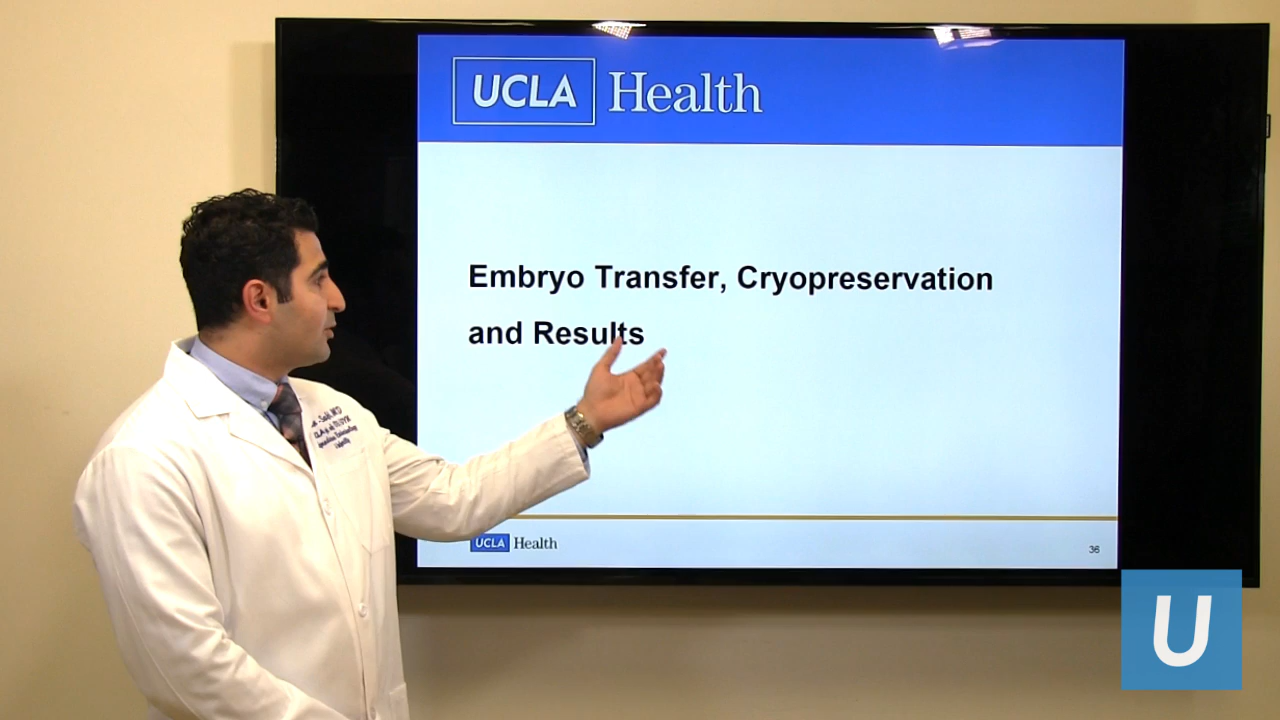 UCLA Health
Embryo Transfer, Cryopreservation
and Results
UCLA Health
36
U